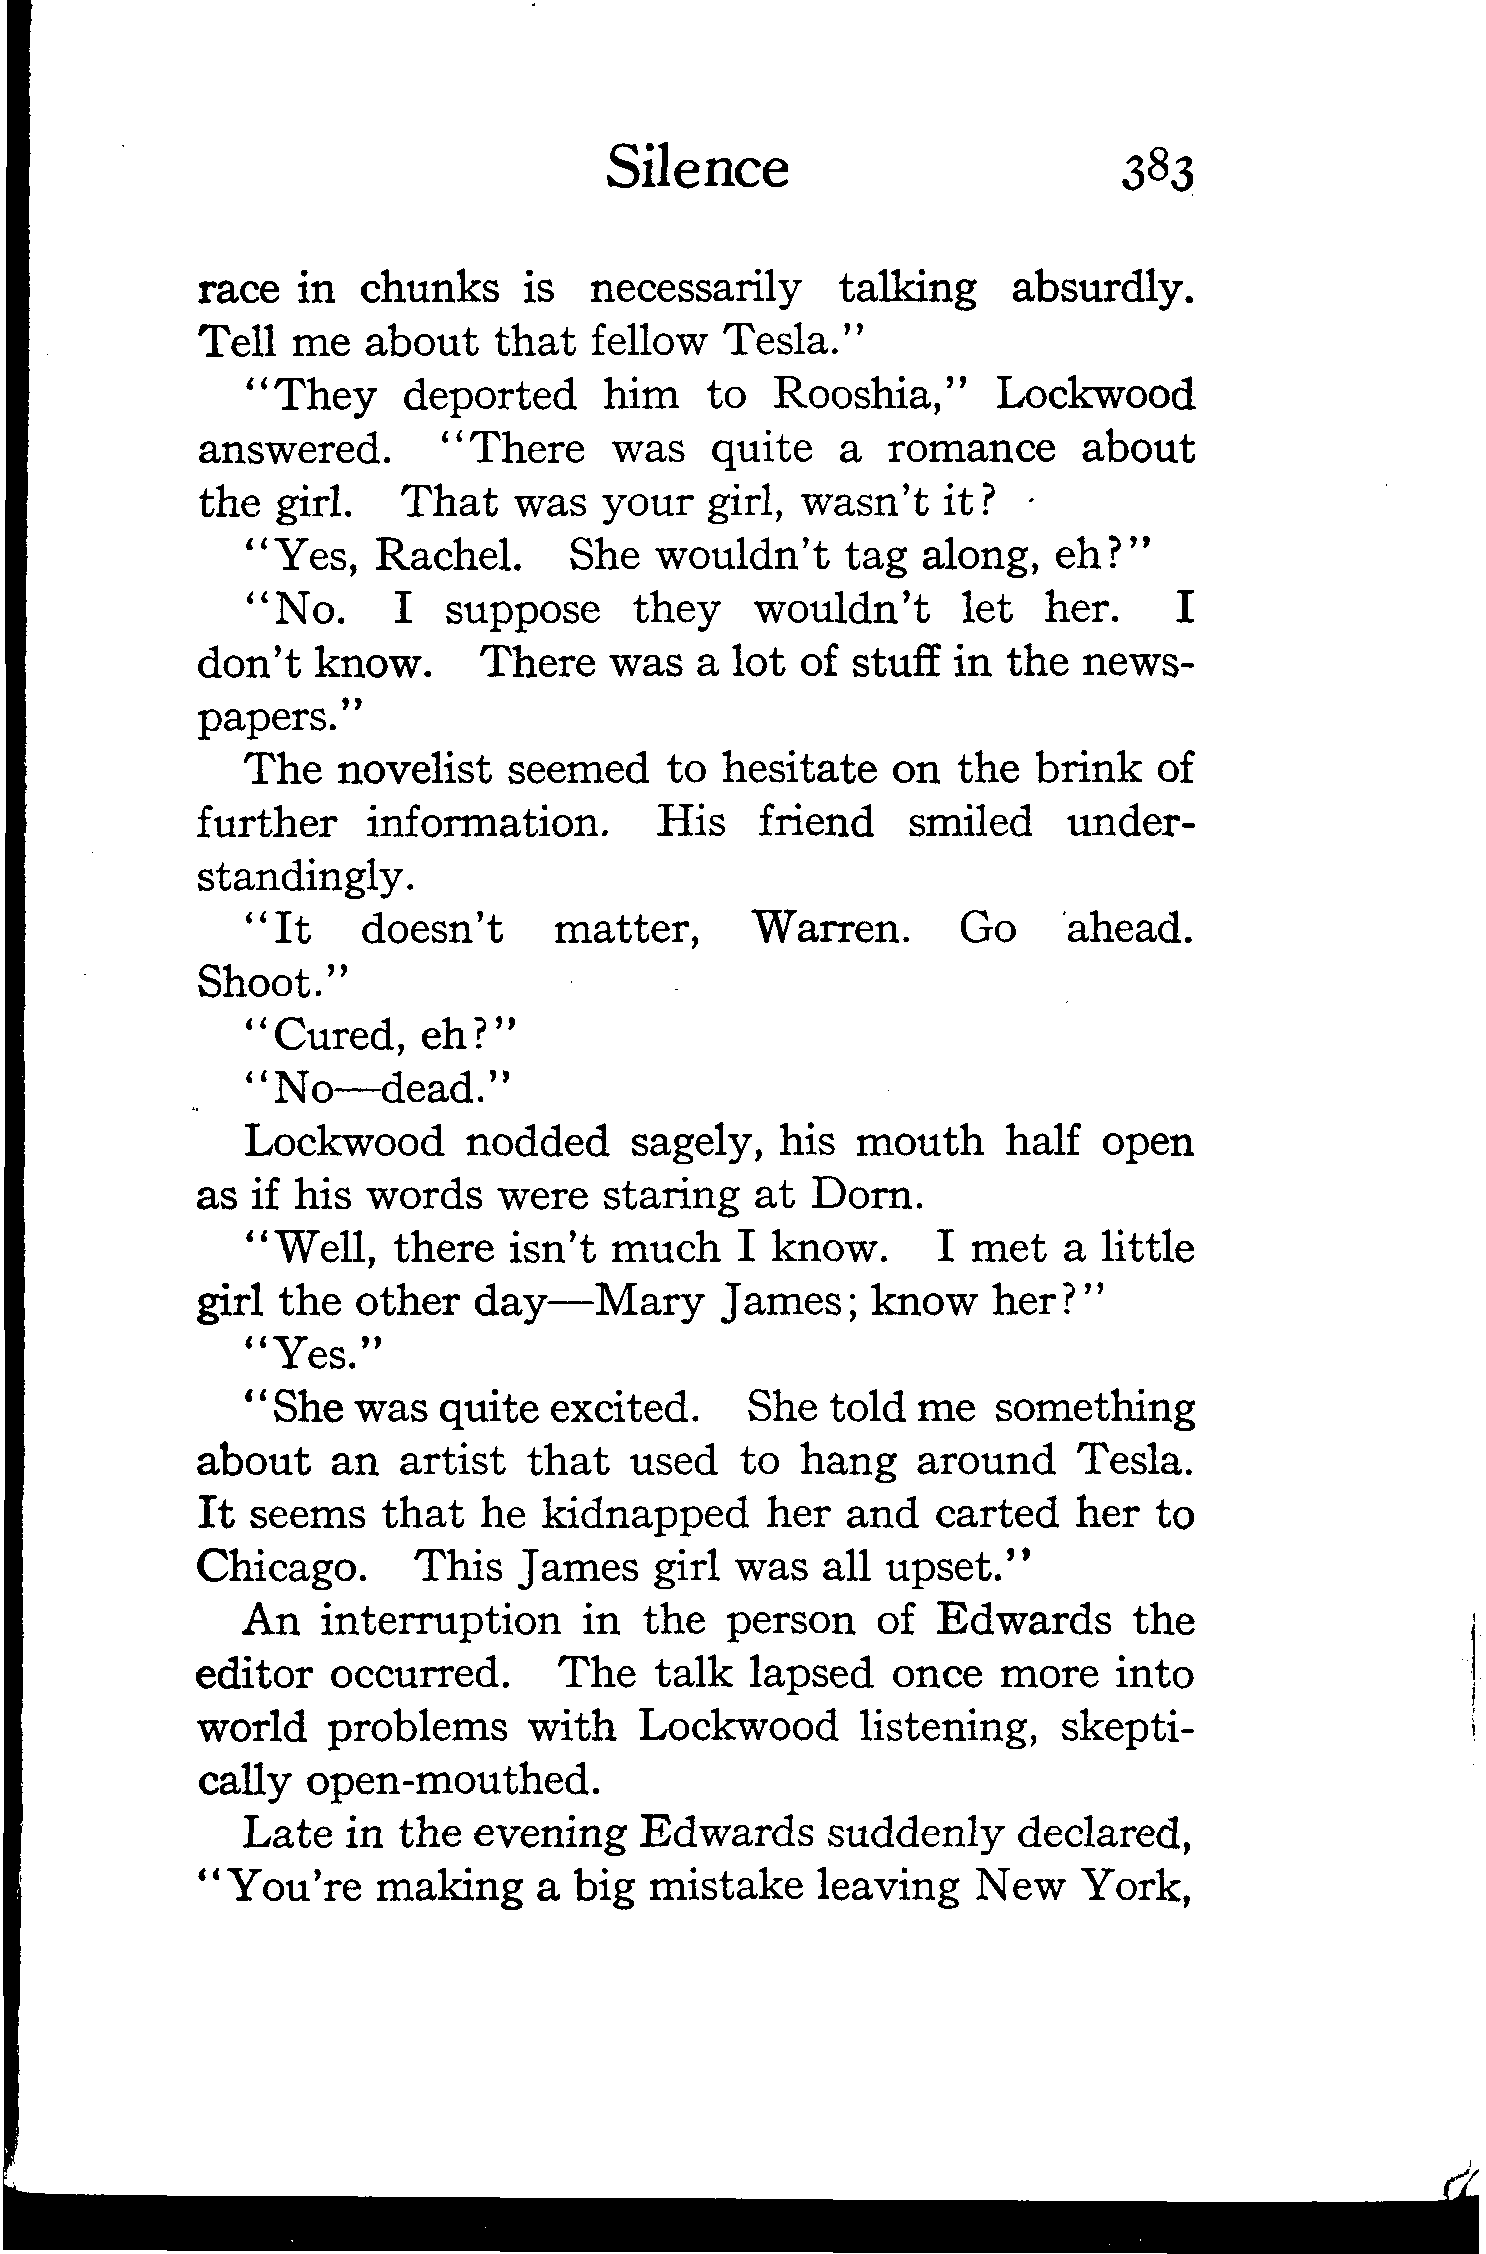 Silence 383
race in chunks is necessarily talking absurdly.
Tell me about that fellow Tesla."
"They deported him to Rooshia," Lockwood
answered. "There was quite a romance about
the girl. That was your girl, wasn't it?
"Yes, Rachel. She wouldn't tag along, eh?"
"No. I suppose they wouldn't let her. I
don't know. There was a lot of stuff in the news-
papers."
The novelist seemed to hesitate on the brink of
further information. His friend smiled under-
standingly.
"It doesn't matter, Warren. Go ahead.
Shoot."
"Cured, eh?"
"No—dead."
Lockwood nodded sagely, his mouth half open
as if his words were staring at Dorn.
"Well, there isn't much I know. I met a little
girl the other day—Mary James; know her?"
"Yes."
"She was quite excited. She told me something
about an artist that used to hang around Tesla.
It seems that he kidnapped her and carted her to
Chicago. This James girl was all upset."
An interruption in the person of Edwards the
editor occurred. The talk lapsed once more into
world problems with Lockwood listening, skepti-
cally open-mouthed.
Late in the evening Edwards suddenly declared,
"You're making a big mistake leaving New York,